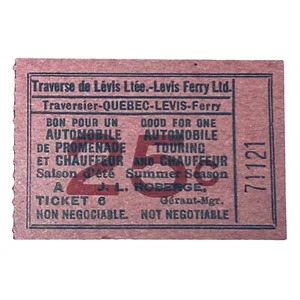 Traverse de Lévis Ltée.-Levis Ferry Ltd.
Traversier-QUEBEC-LEVIS-Ferry
BON POUR UN GOOD FOR ONE
AUTOMOBILE AUTOMOBILE
de PROMENADE TOURING
et CHAUFFEUR AND CHAUFFEUR
Saison d'été Summer Season
A J. L. ROBERGE,
TICKET 6 Gérant-Mgr.
NON NEGOCIABLE. NOT NEGOTIABLE
25c
71121